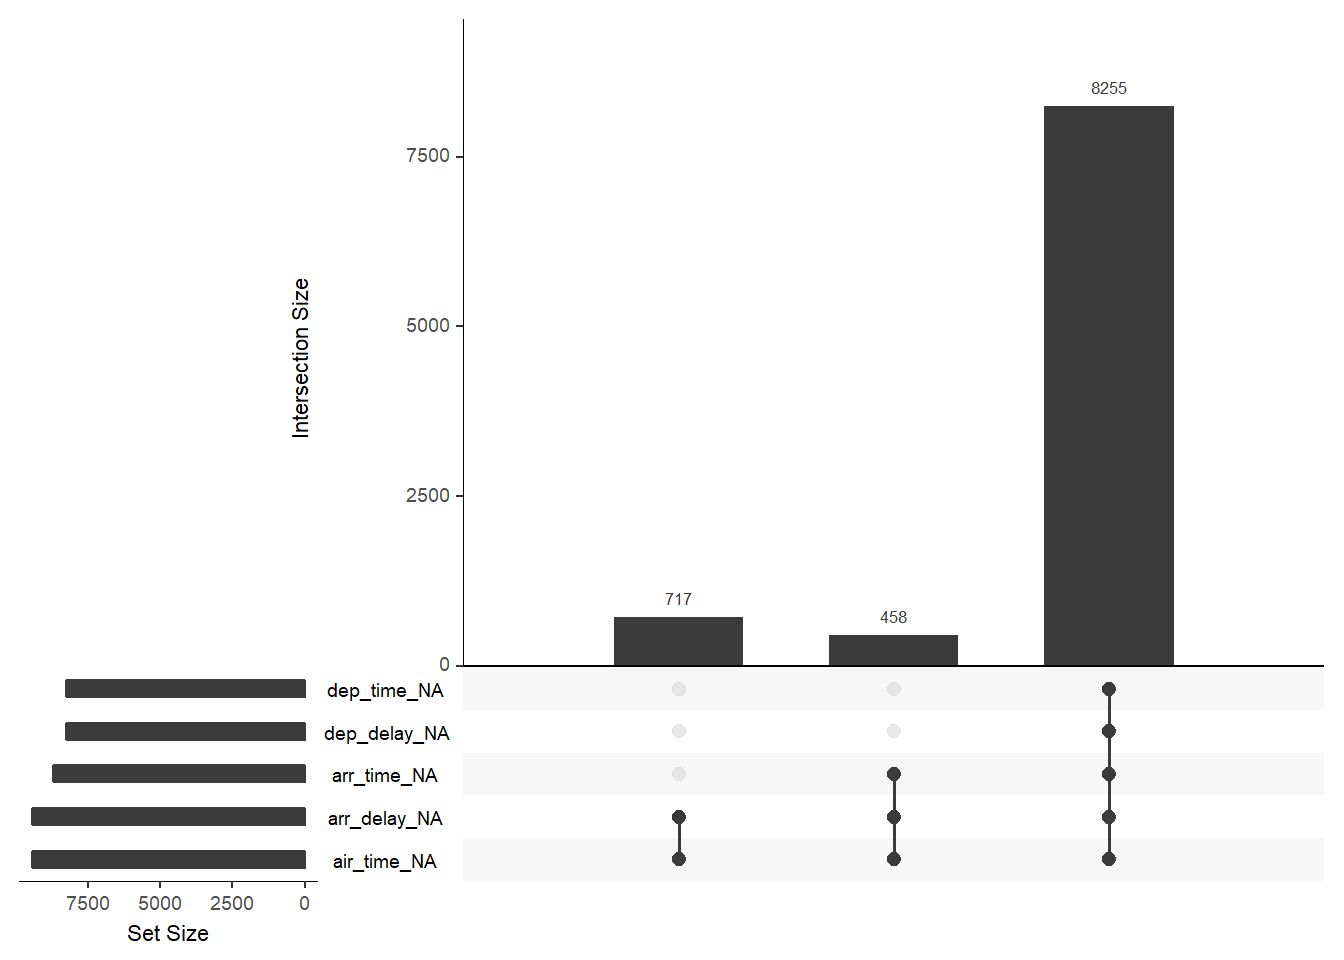 8255
7500
5000
Intersection Size
2500
717
458
0
dep_time_NA
dep_delay_NA
arr_time_NA
arr_delay_NA
air_time_NA
7500 5000 2500 0
Set Size